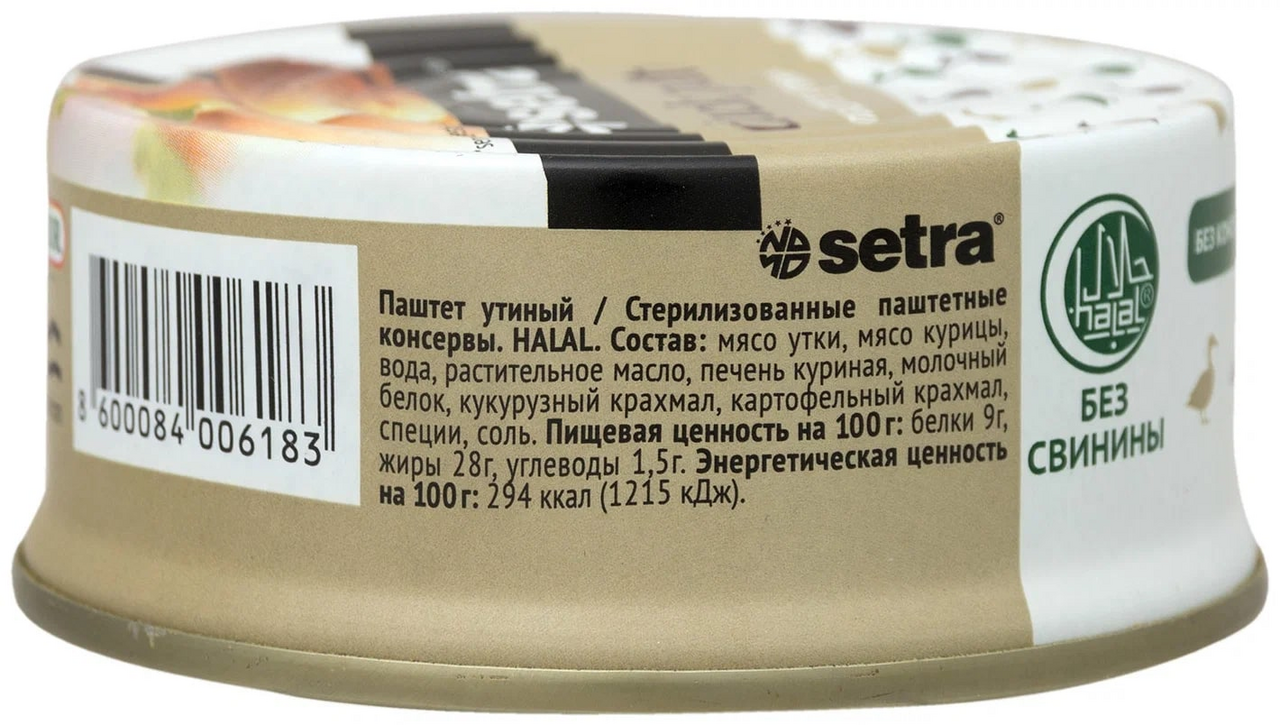 setra®
Паштет утиный / Стерилизованные паштетные
консервы. HALAL. Состав: мясо утки, мясо курицы,
вода, растительное масло, печень куриная, молочный
белок, кукурузный крахмал, картофельный крахмал,
специи, соль. Пищевая ценность на 100 г: белки 9г,
жиры 28г, углеводы 1,5г. Энергетическая ценность
на 100 г: 294 ккал (1215 кДж).
8 600084 006183
حلال
halal®
БЕЗ
СВИНИНЫ
БЕЗ